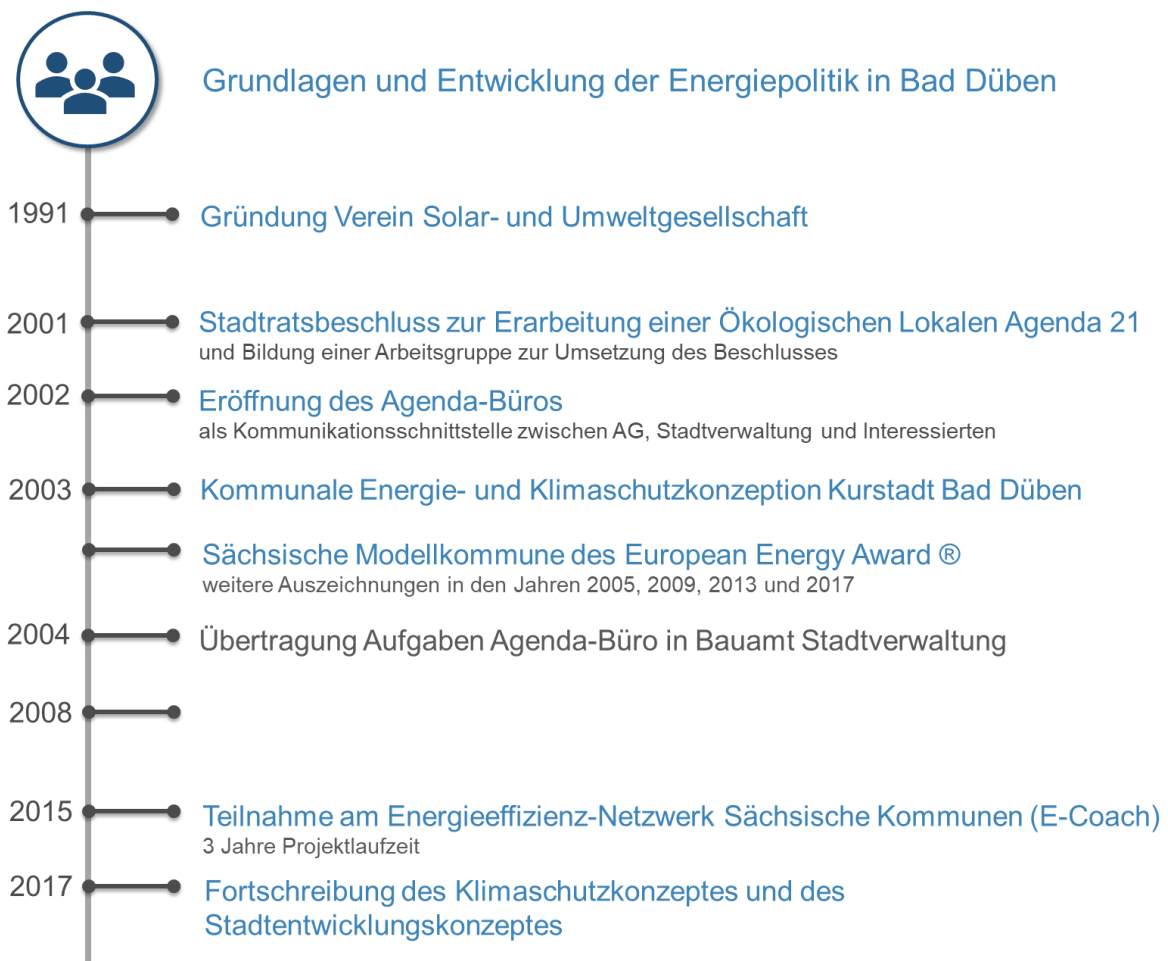 Grundlagen und Entwicklung der Energiepolitik in Bad Düben
1991 Gründung Verein Solar- und Umweltgesellschaft
2001 Stadtratsbeschluss zur Erarbeitung einer Ökologischen Lokalen Agenda 21
und Bildung einer Arbeitsgruppe zur Umsetzung des Beschlusses
2002 Eröffnung des Agenda-Büros
als Kommunikationsschnittstelle zwischen AG, Stadtverwaltung und Interessierten
2003 Kommunale Energie- und Klimaschutzkonzeption Kurstadt Bad Düben
Sächsische Modellkommune des European Energy Award ®
weitere Auszeichnungen in den Jahren 2005, 2009, 2013 und 2017
2004 Übertragung Aufgaben Agenda-Büro in Bauamt Stadtverwaltung
2008
2015 Teilnahme am Energieeffizienz-Netzwerk Sächsische Kommunen (E-Coach)
3 Jahre Projektlaufzeit
2017 Fortschreibung des Klimaschutzkonzeptes und des
Stadtentwicklungskonzeptes